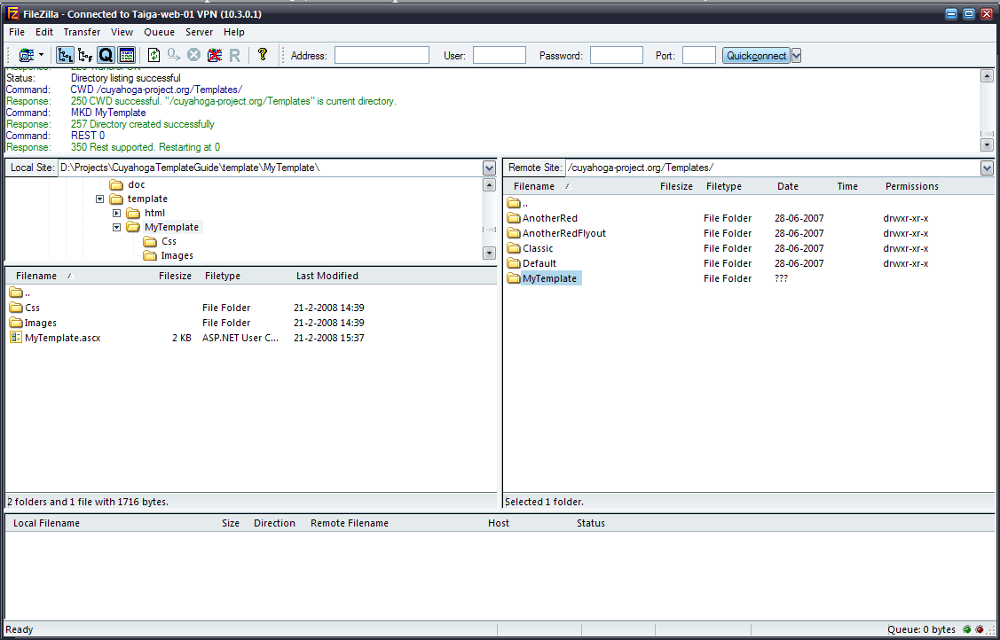 FileZilla - Connected to Taiga-web-01 VPN (10.3.0.1)
File Edit Transfer View Queue Server Help
Address: User: Password: Port: Quickconnect
Status: Directory listing successful
Command: CWD /cuyahoga-project.org/Templates/
Response: 250 CWD successful. "/cuyahoga-project.org/Templates" is current directory.
Command: MKD MyTemplate
Response: 257 Directory created successfully
Command: REST 0
Response: 350 Rest supported. Restarting at 0
Local Site: D:\Projects\CuyahogaTemplateGuide\template\MyTemplate\
doc
template
html
MyTemplate
Css
Images
Filename Filesize Filetype Last Modified
..
Css File Folder 21-2-2008 14:39
Images File Folder 21-2-2008 14:39
MyTemplate.ascx 2 KB ASP.NET User C... 21-2-2008 15:37
2 folders and 1 file with 1716 bytes.
Remote Site: /cuyahoga-project.org/Templates/
Filename Filesize Filetype Date Time Permissions
..
AnotherRed File Folder 28-06-2007 drwxr-xr-x
AnotherRedFlyout File Folder 28-06-2007 drwxr-xr-x
Classic File Folder 28-06-2007 drwxr-xr-x
Default File Folder 28-06-2007 drwxr-xr-x
MyTemplate File Folder ???
Selected 1 folder.
Local Filename Size Direction Remote Filename Host Status
Ready Queue: 0 bytes